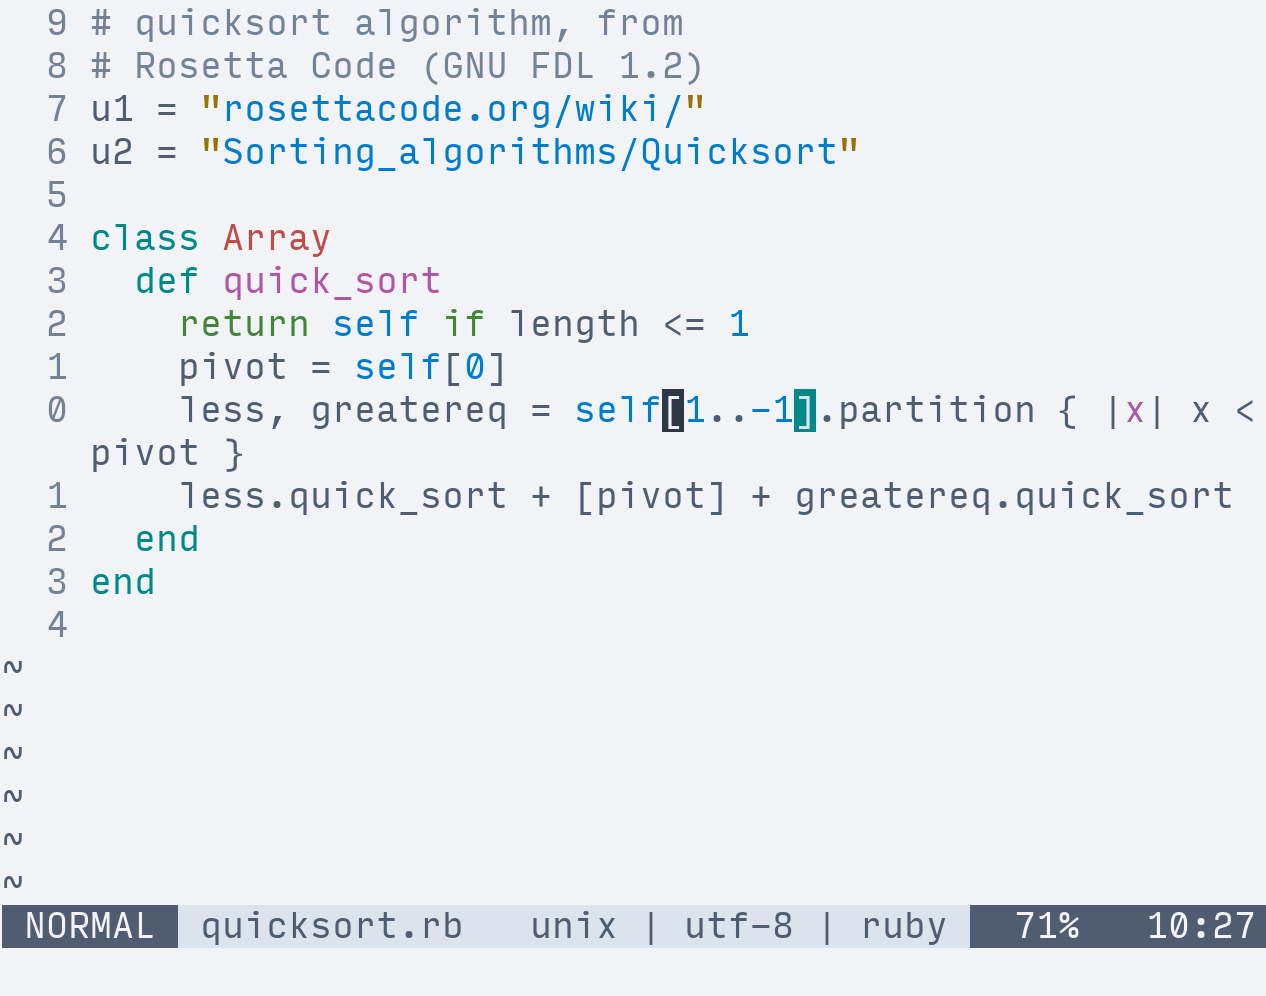 9 # quicksort algorithm, from
8 # Rosetta Code (GNU FDL 1.2)
7 u1 = "rosettacode.org/wiki/"
6 u2 = "Sorting_algorithms/Quicksort"
5
4 class Array
3   def quick_sort
2     return self if length <= 1
1     pivot = self[0]
0     less, greatereq = self[1..-1].partition { |x| x <
pivot }
1     less.quick_sort + [pivot] + greatereq.quick_sort
2   end
3 end
4
~
~
~
~
~
~
NORMAL quicksort.rb unix | utf-8 | ruby 71% 10:27